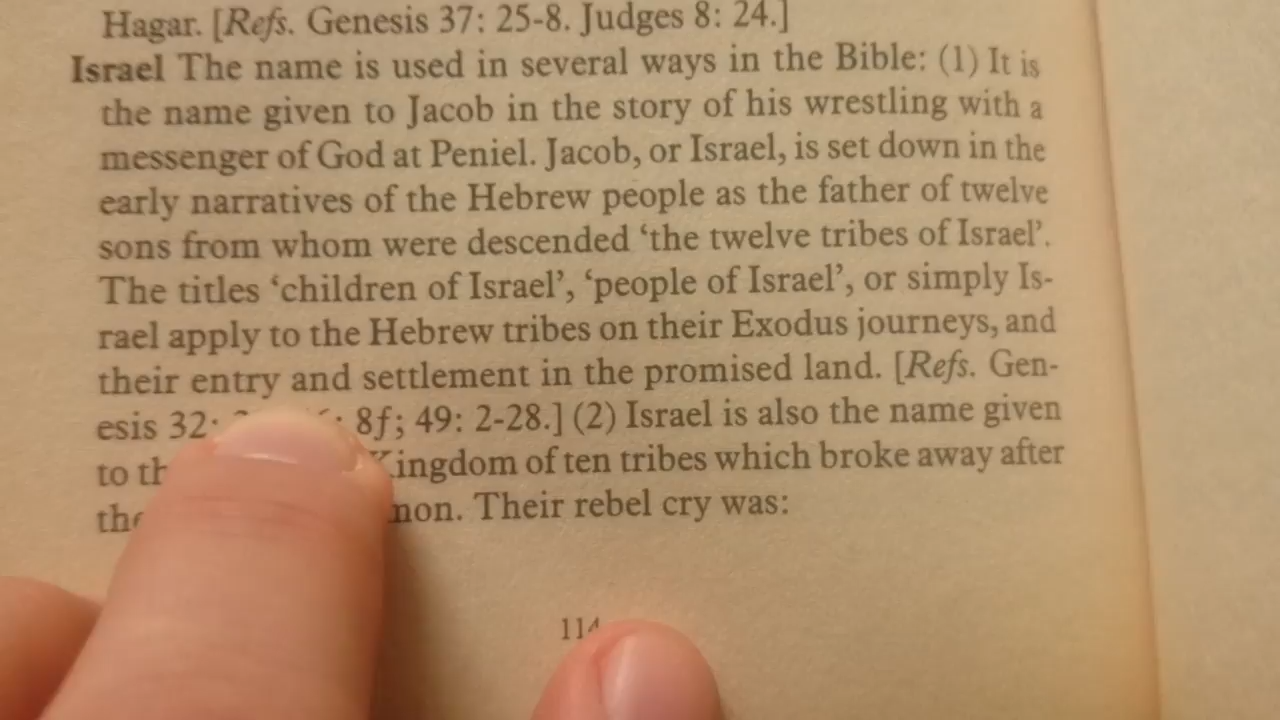 Hagar. [Refs. Genesis 37: 25-8. Judges 8: 24.]
Israel The name is used in several ways in the Bible: (1) It is
the name given to Jacob in the story of his wrestling with a
messenger of God at Peniel. Jacob, or Israel, is set down in the
early narratives of the Hebrew people as the father of twelve
sons from whom were descended ‘the twelve tribes of Israel’.
The titles ‘children of Israel’, ‘people of Israel’, or simply Is-
rael apply to the Hebrew tribes on their Exodus journeys, and
their entry and settlement in the promised land. [Refs. Gen-
esis 32: 8f; 49: 2-28.] (2) Israel is also the name given
to Kingdom of ten tribes which broke away after
Their rebel cry was:
114